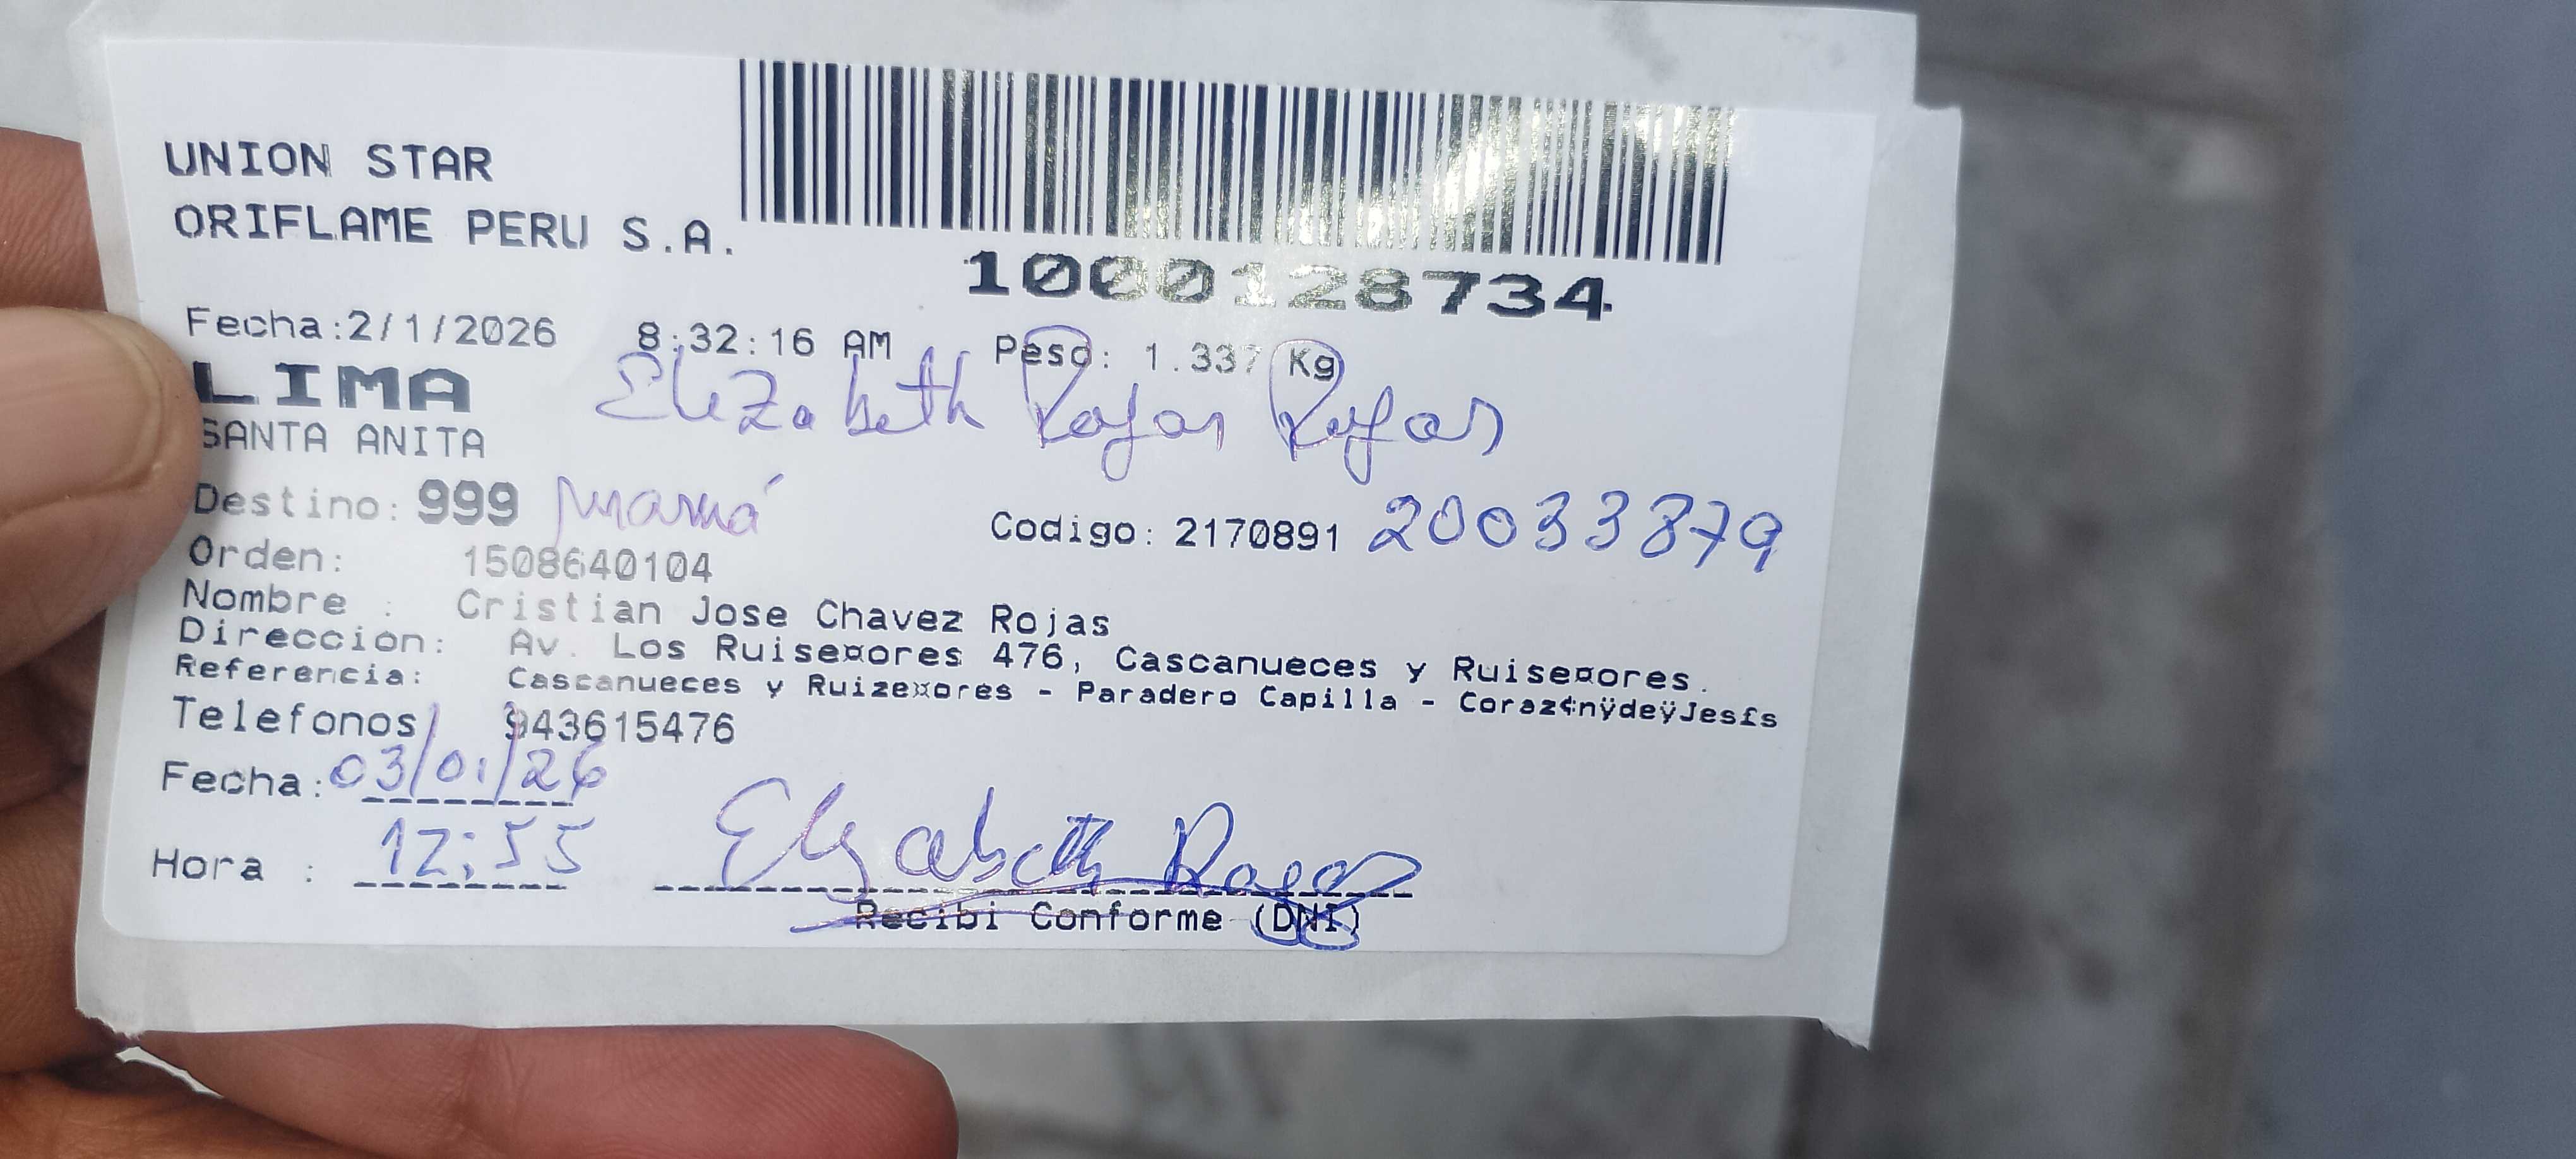 UNION STAR
ORIFLAME PERU S.A.
1000128734
Fecha:2/1/2026 8:32:16 AM Peso: 1.337 Kg
LIMA Elizabeth Rojas Rojas
SANTA ANITA
Destino: 999 mamá
Codigo: 2170891 20033879
Orden: 1508640104
Nombre : Cristian Jose Chavez Rojas
Direccion: Av. Los Ruise¤ores 476, Cascanueces y Ruise¤ores.
Referencia: Cascanueces y Ruize¤ores - Paradero Capilla - Coraz¢nÿdeÿJes£s
Telefonos 943615476
Fecha: 03/01/26
Hora : 12:55 Elizabeth Rojas
Recibi Conforme (DNI)